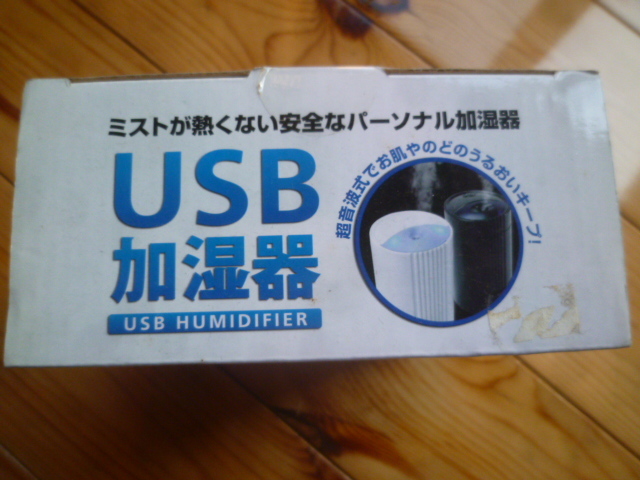 ミストが熱くない安全なパーソナル加湿器
USB
加湿器
USB HUMIDIFIER
超音波式でお肌やのどのうるおいキープ!